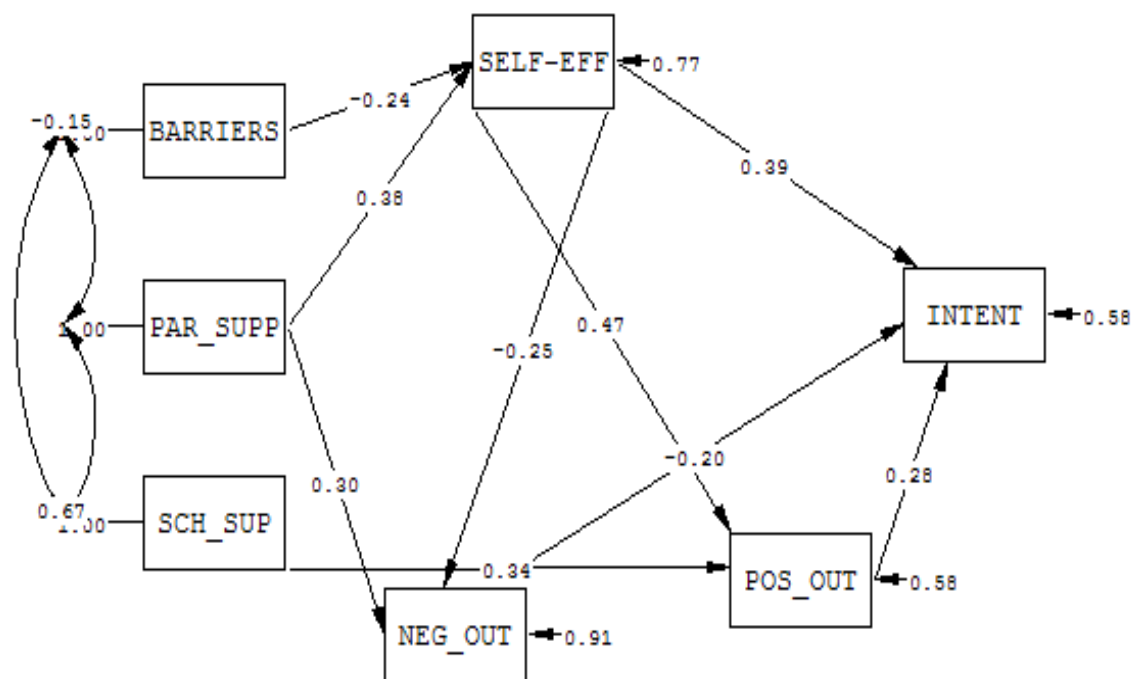 SELF-EFF
0.77
-0.24
-0.15
BARRIERS
0.39
0.38
INTENT
0.58
PAR_SUPP
0.47
-0.25
-0.20
0.28
0.30
0.67
SCH_SUP
0.34
POS_OUT
0.58
NEG_OUT
0.91